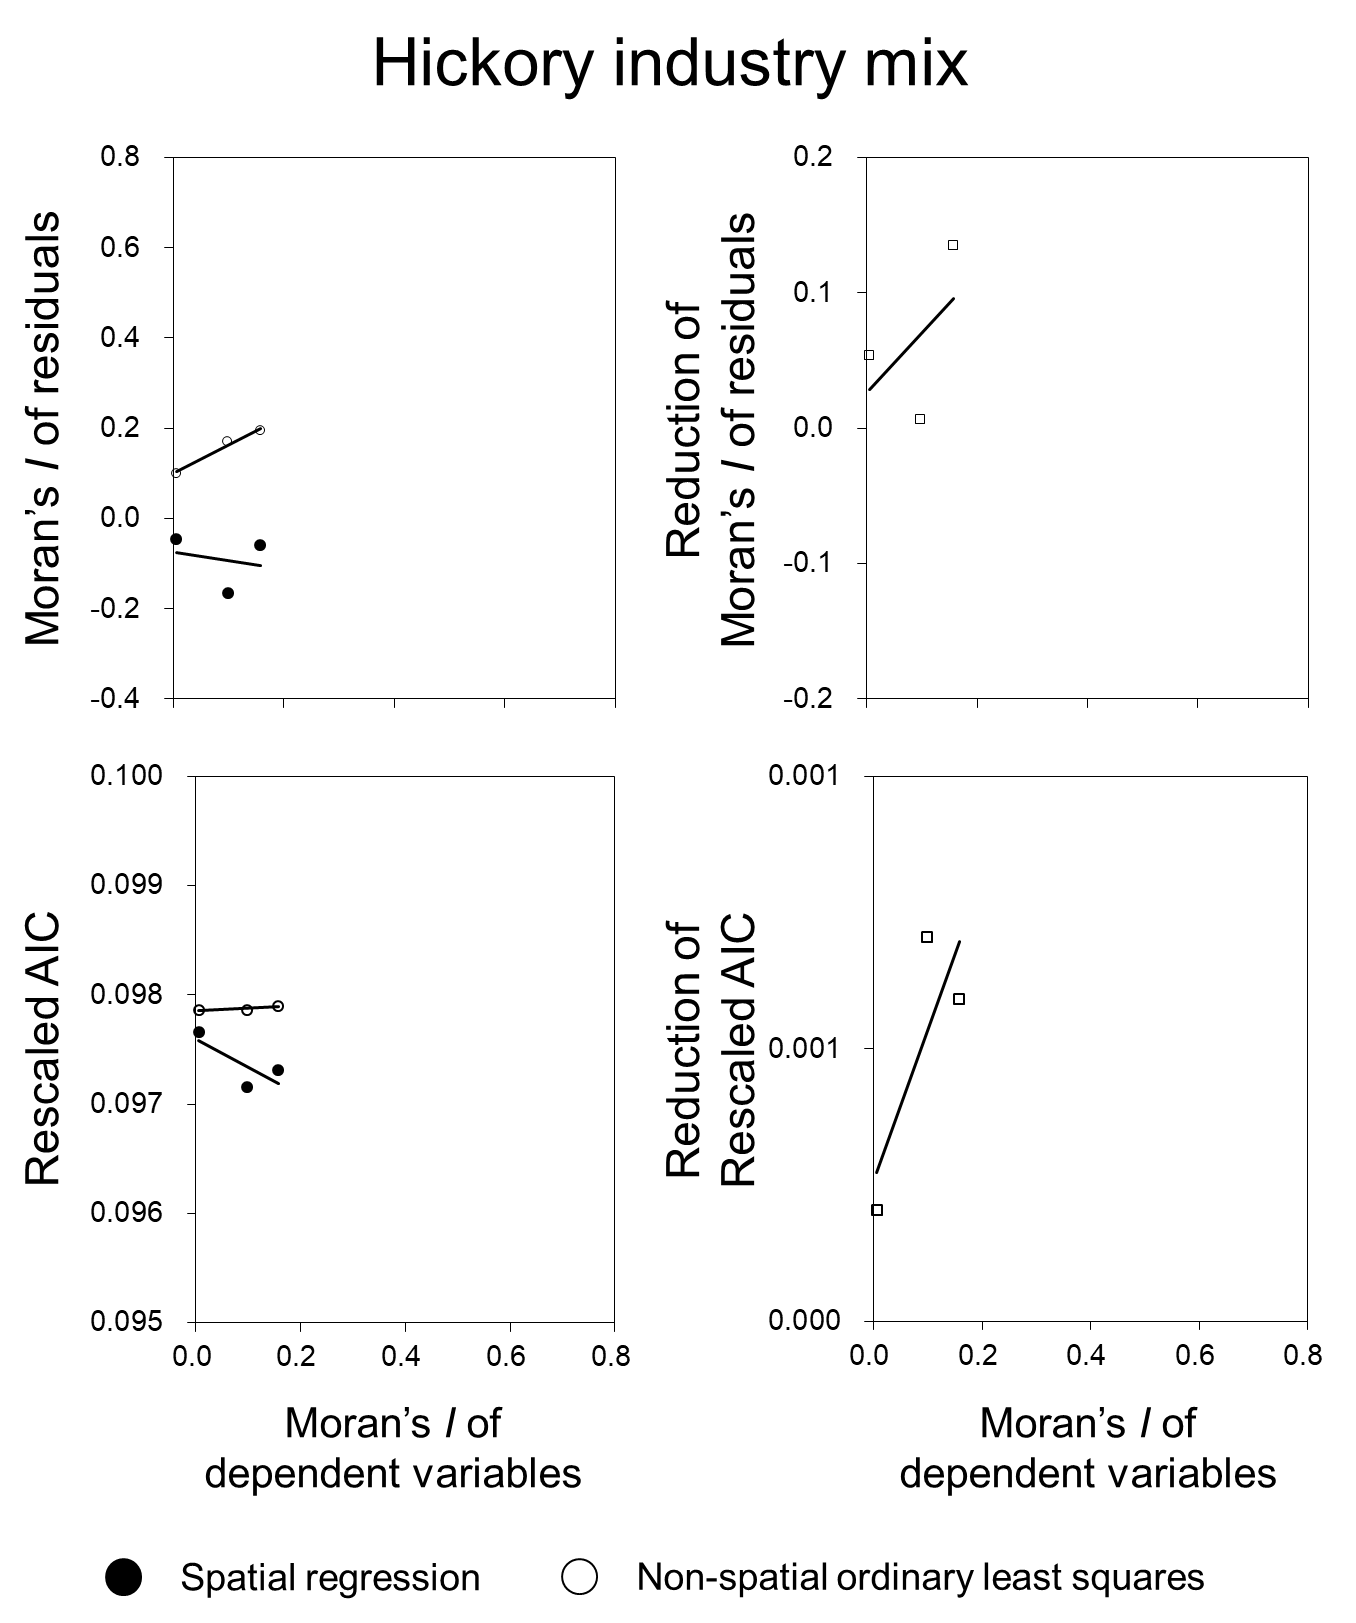 Hickory industry mix
Moran’s I of residuals
0.8
0.6
0.4
0.2
0.0
-0.2
-0.4
Reduction of
Moran’s I of residuals
0.2
0.1
0.0
-0.1
-0.2
Rescaled AIC
0.100
0.099
0.098
0.097
0.096
0.095
0.0 0.2 0.4 0.6 0.8
Moran’s I of
dependent variables
Reduction of
Rescaled AIC
0.001
0.001
0.000
0.0 0.2 0.4 0.6 0.8
Moran’s I of
dependent variables
Spatial regression
Non-spatial ordinary least squares